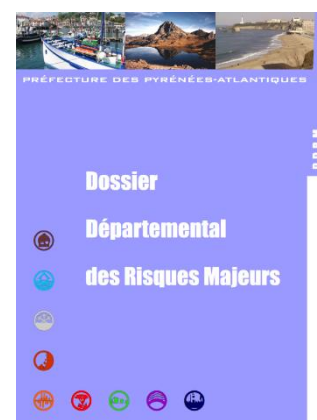 PRÉFECTURE DES PYRÉNÉES-ATLANTIQUES
Dossier
Départemental
des Risques Majeurs